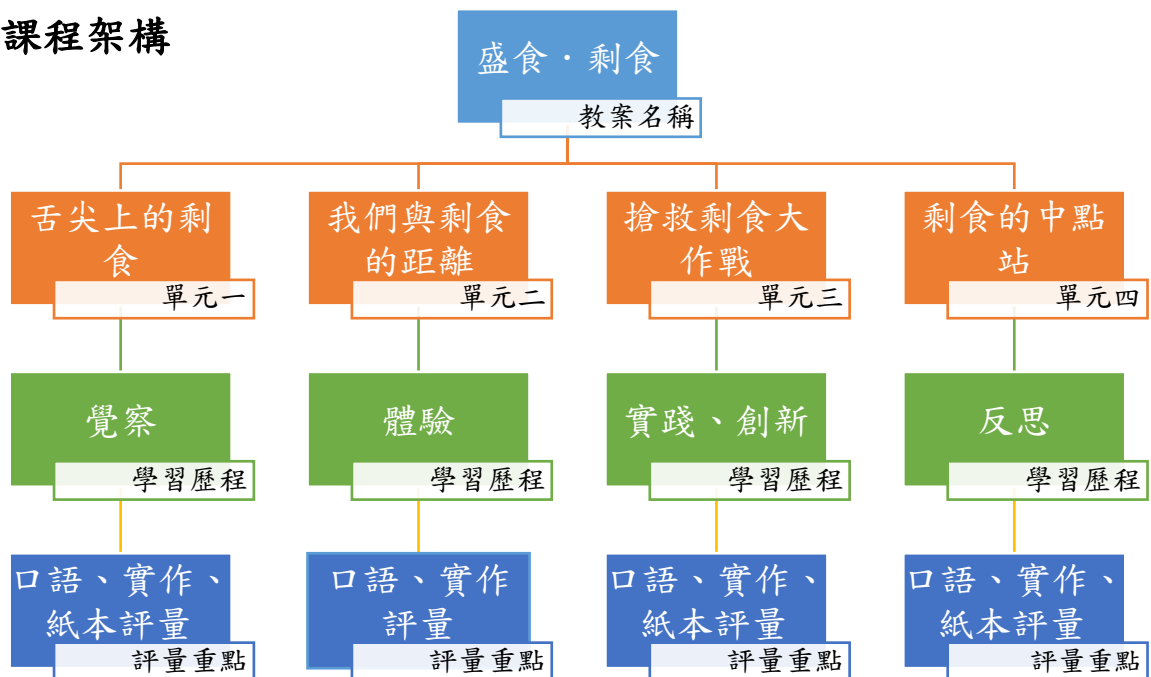 課程架構
盛食‧剩食
教案名稱
舌尖上的剩
食
單元一
我們與剩食
的距離
單元二
搶救剩食大
作戰
單元三
剩食的中點
站
單元四
覺察
學習歷程
體驗
學習歷程
實踐、創新
學習歷程
反思
學習歷程
口語、實作、
紙本評量
評量重點
口語、實作
評量
評量重點
口語、實作、
紙本評量
評量重點
口語、實作、
紙本評量
評量重點